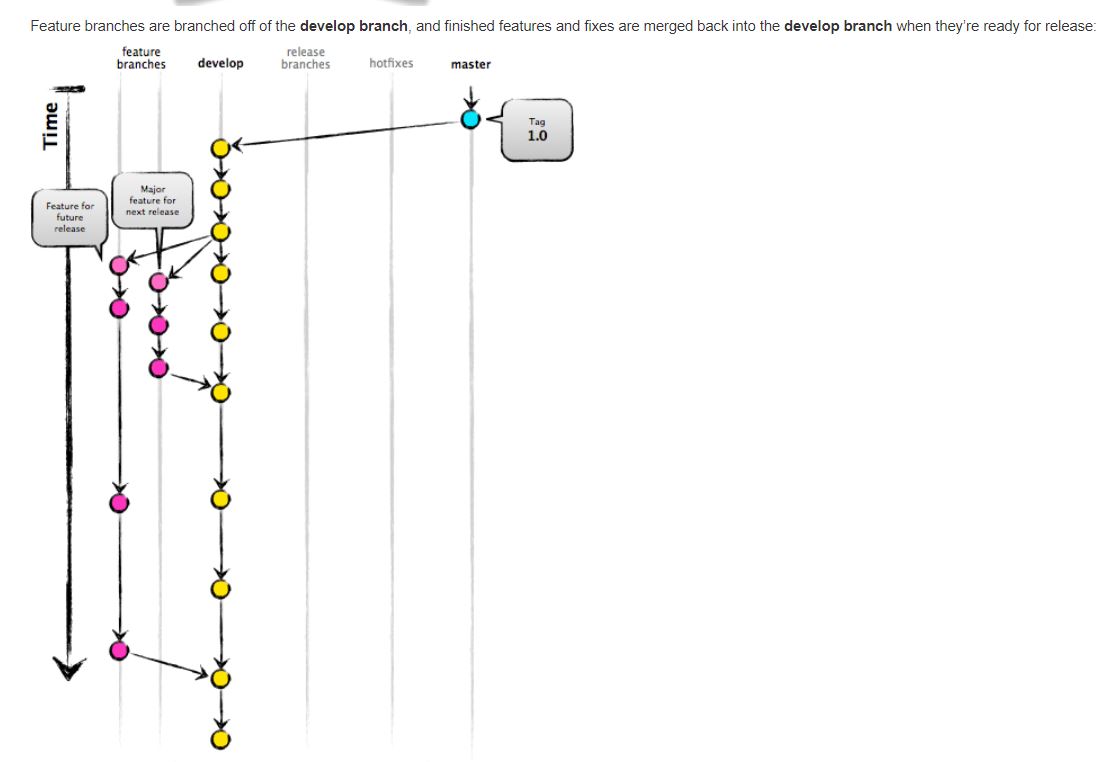 Feature branches are branched off of the develop branch, and finished features and fixes are merged back into the develop branch when they're ready for release:
feature
branches
develop
release
branches
hotfixes
master
Time
Tag
1.0
Major
feature for
next release
Feature for
future
release